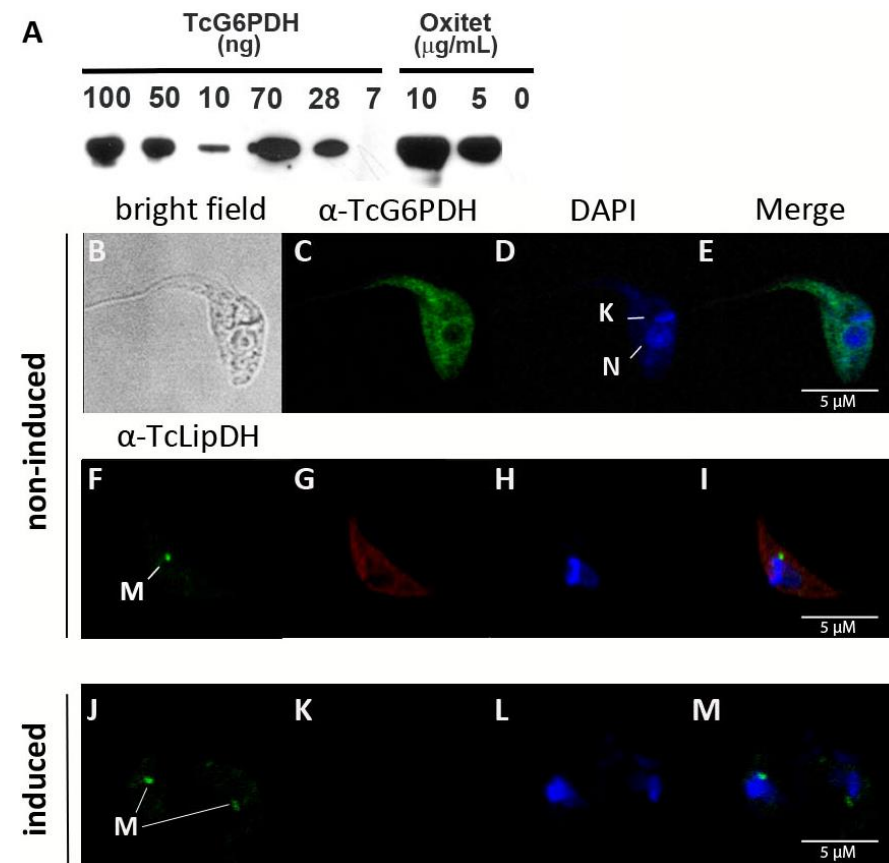 A
TcG6PDH
(ng)
Oxitet
(μg/mL)
100 50 10 70 28 7 10 5 0
bright field α-TcG6PDH DAPI Merge
non-induced
B C D E
K
N
5 μM
α-TcLipDH
F G H I
M
5 μM
induced
J K L M
M
5 μM